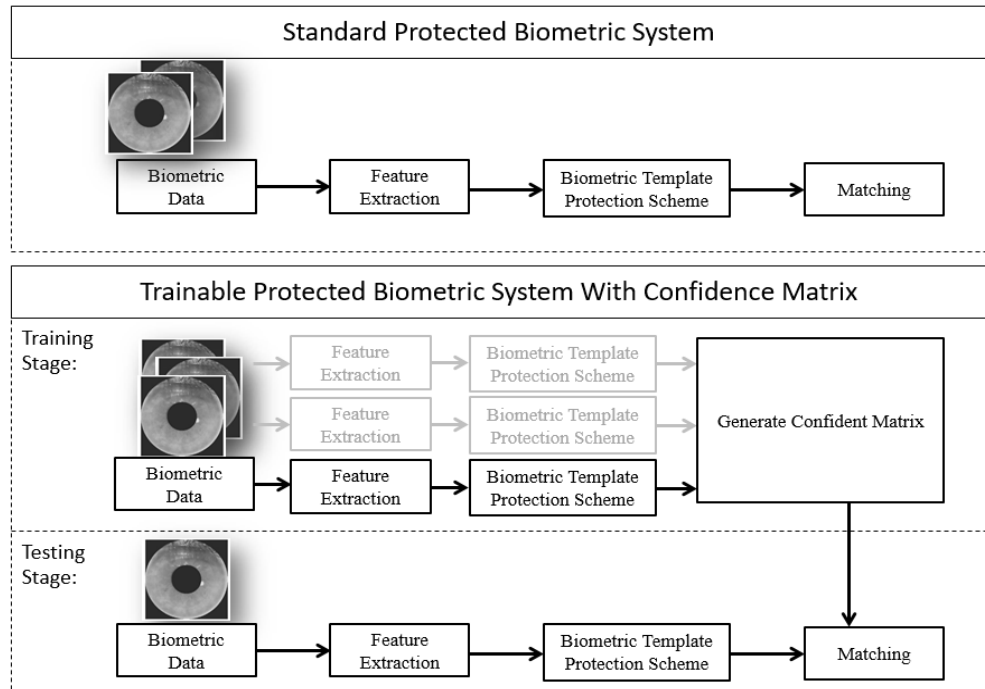 Standard Protected Biometric System
Biometric
Data
Feature
Extraction
Biometric Template
Protection Scheme
Matching
Trainable Protected Biometric System With Confidence Matrix
Training
Stage:
Feature
Extraction
Biometric Template
Protection Scheme
Feature
Extraction
Biometric Template
Protection Scheme
Generate Confident Matrix
Biometric
Data
Feature
Extraction
Biometric Template
Protection Scheme
Testing
Stage:
Biometric
Data
Feature
Extraction
Biometric Template
Protection Scheme
Matching